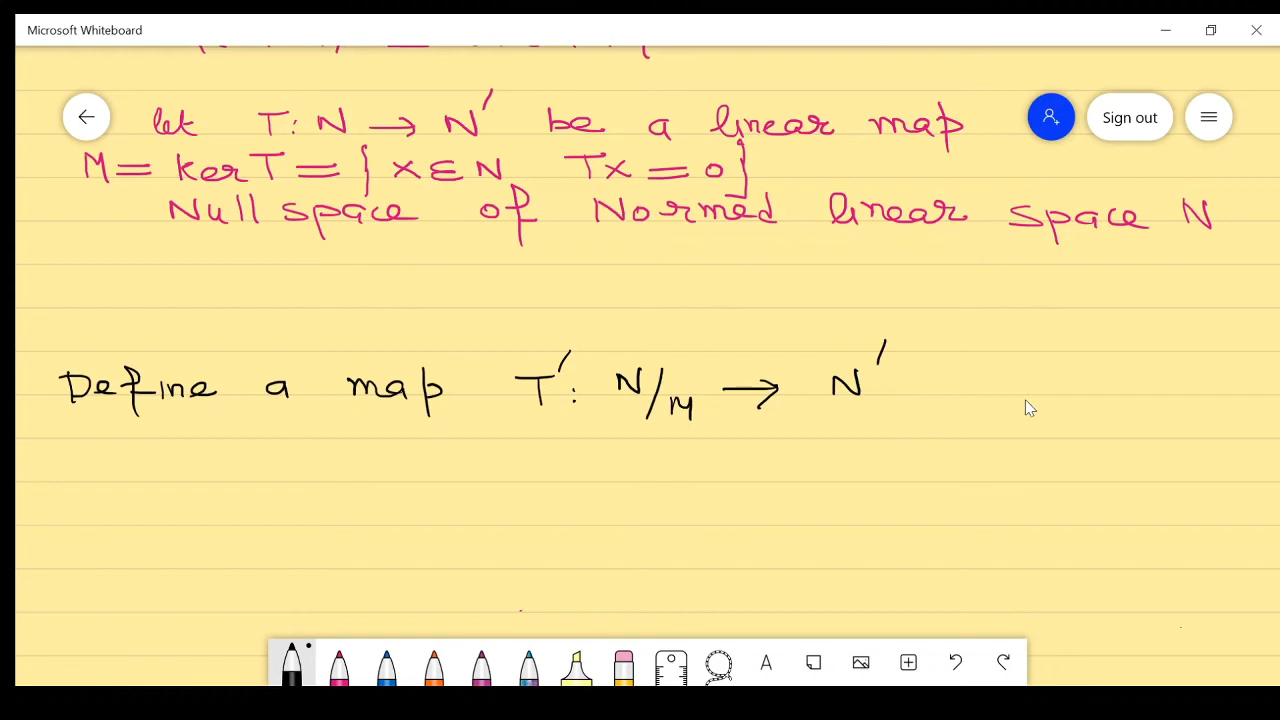 Microsoft Whiteboard
Sign out
let T: N → N′ be a linear map
M = ker T = { x ∈ N Tx = 0 }
Null space of Normed linear space N
Define a map T′: N/M → N′
A